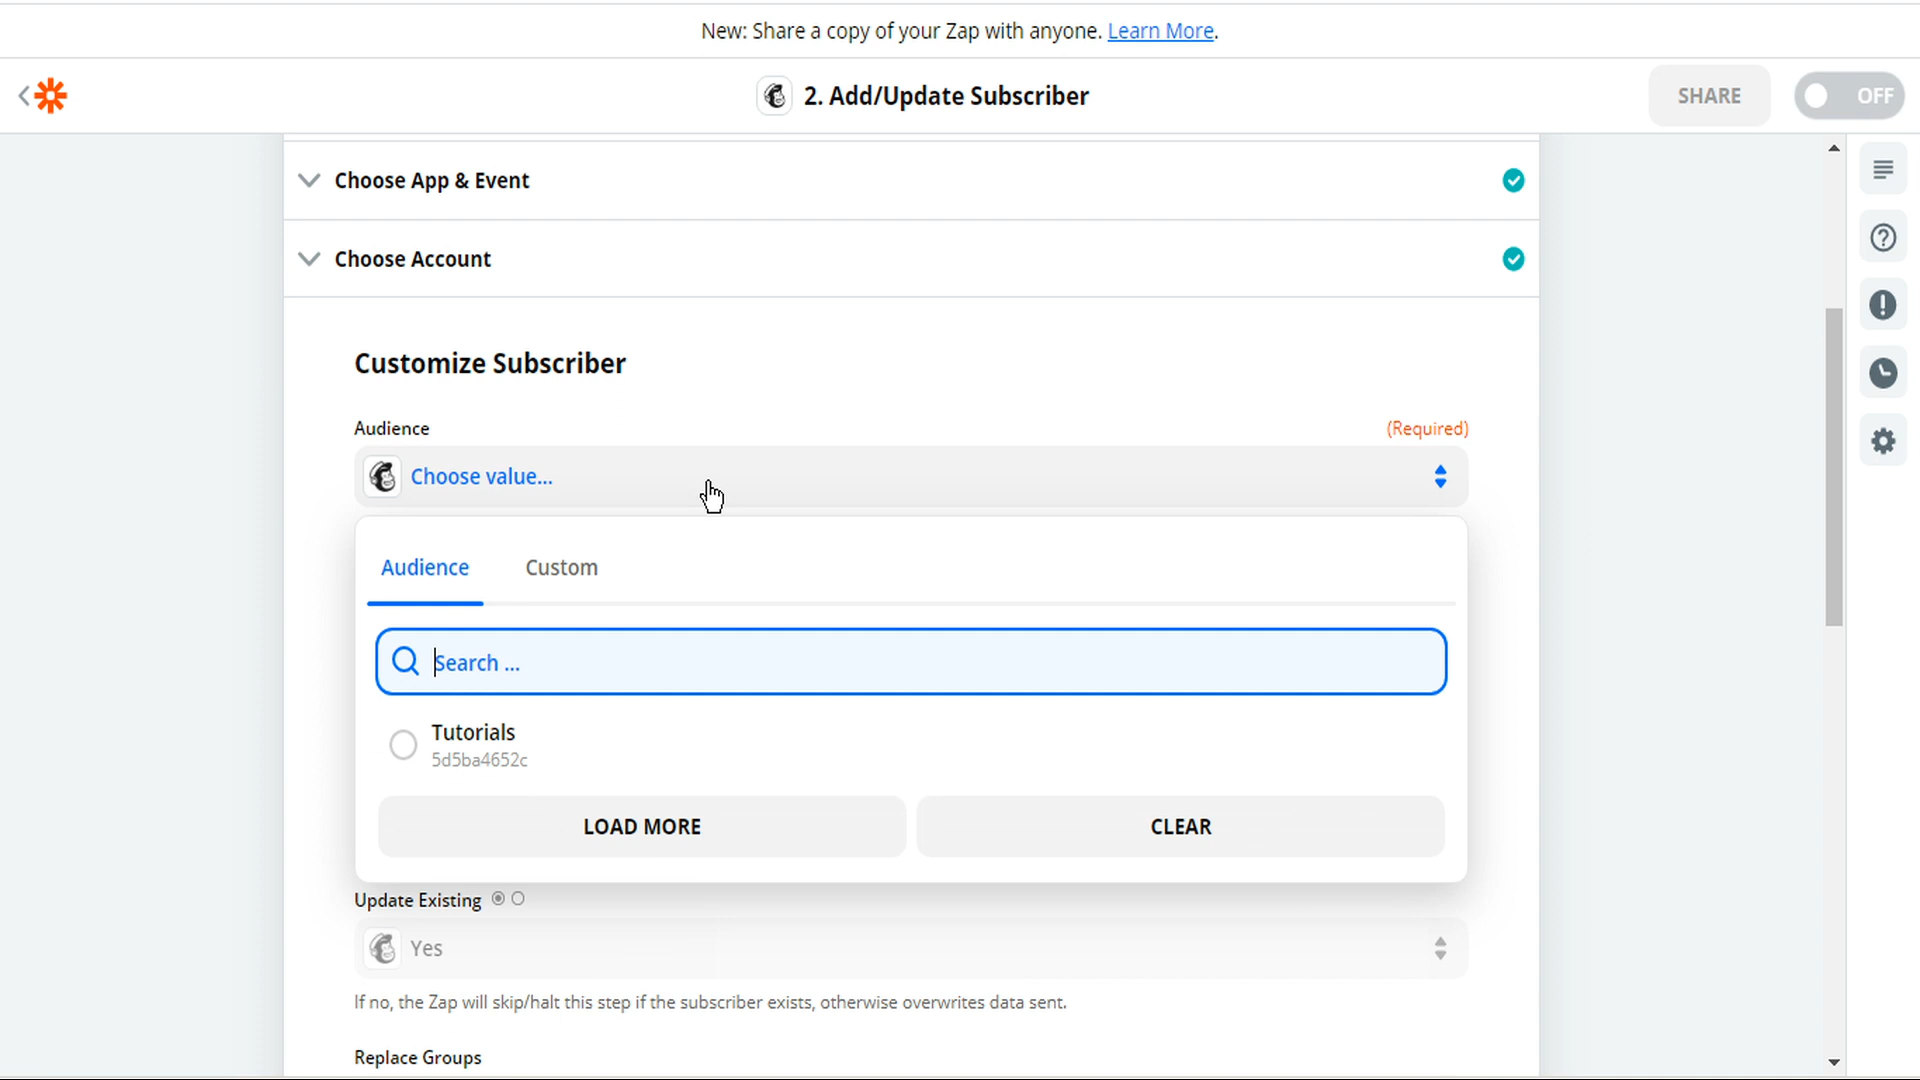 New: Share a copy of your Zap with anyone. Learn More.
2. Add/Update Subscriber
SHARE
OFF
Choose App & Event
Choose Account
Customize Subscriber
Audience
(Required)
Choose value...
Audience
Custom
Search ...
Tutorials
5d5ba4652c
LOAD MORE
CLEAR
Update Existing
Yes
If no, the Zap will skip/halt this step if the subscriber exists, otherwise overwrites data sent.
Replace Groups